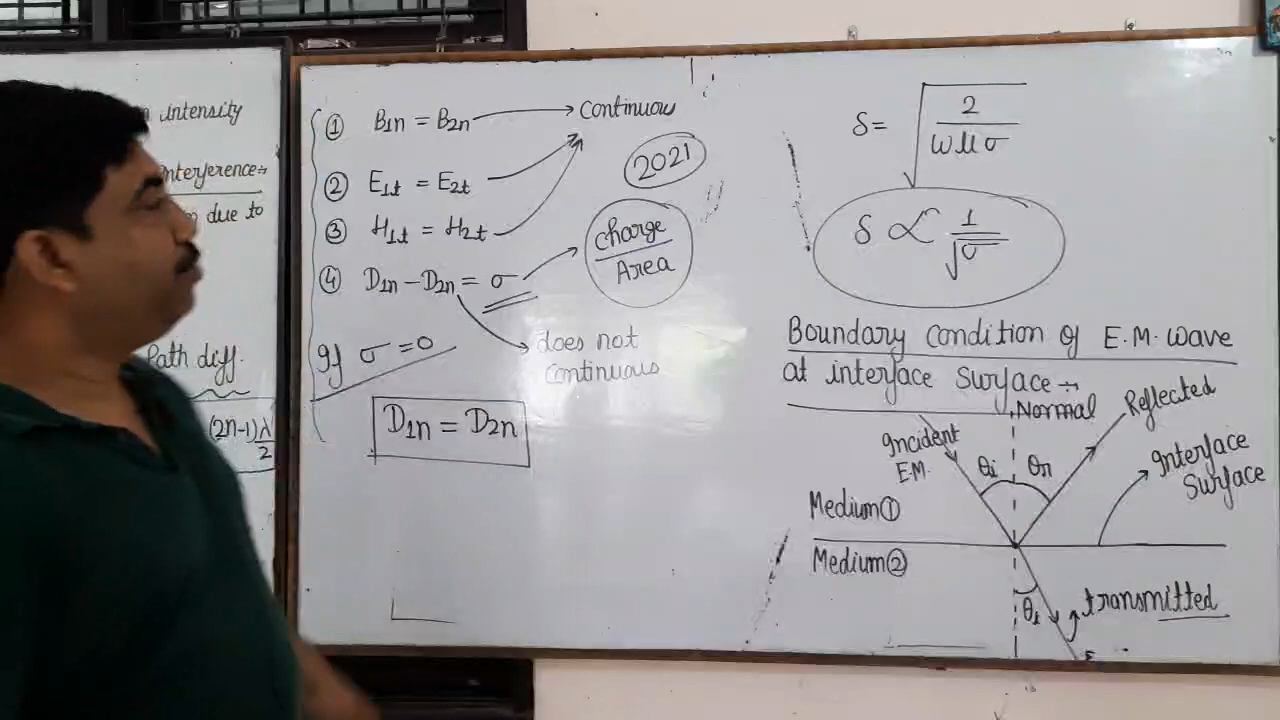 intensity
interference÷
due to
Path diff.
(2n-1)λ/2
① B1n = B2n → Continuous
② E1t = E2t
2021
③ H1t = H2t
④ D1n − D2n = σ → Charge/Area
does not
Continuous
If σ = 0
D1n = D2n
δ = √(2/ωμσ)
δ ∝ 1/√σ
Boundary Condition of E.M. wave
at interface Surface ÷
Normal
Reflected
Incident
E.M.
θi θr
Interface
Surface
Medium①
Medium②
θt
transmitted